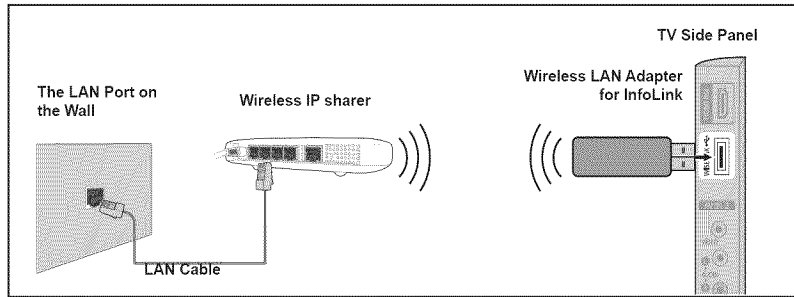 TV Side Panel
Wireless LAN Adapter
for InfoLink
The LAN Port on
the Wall
Wireless IP sharer
LAN Cable